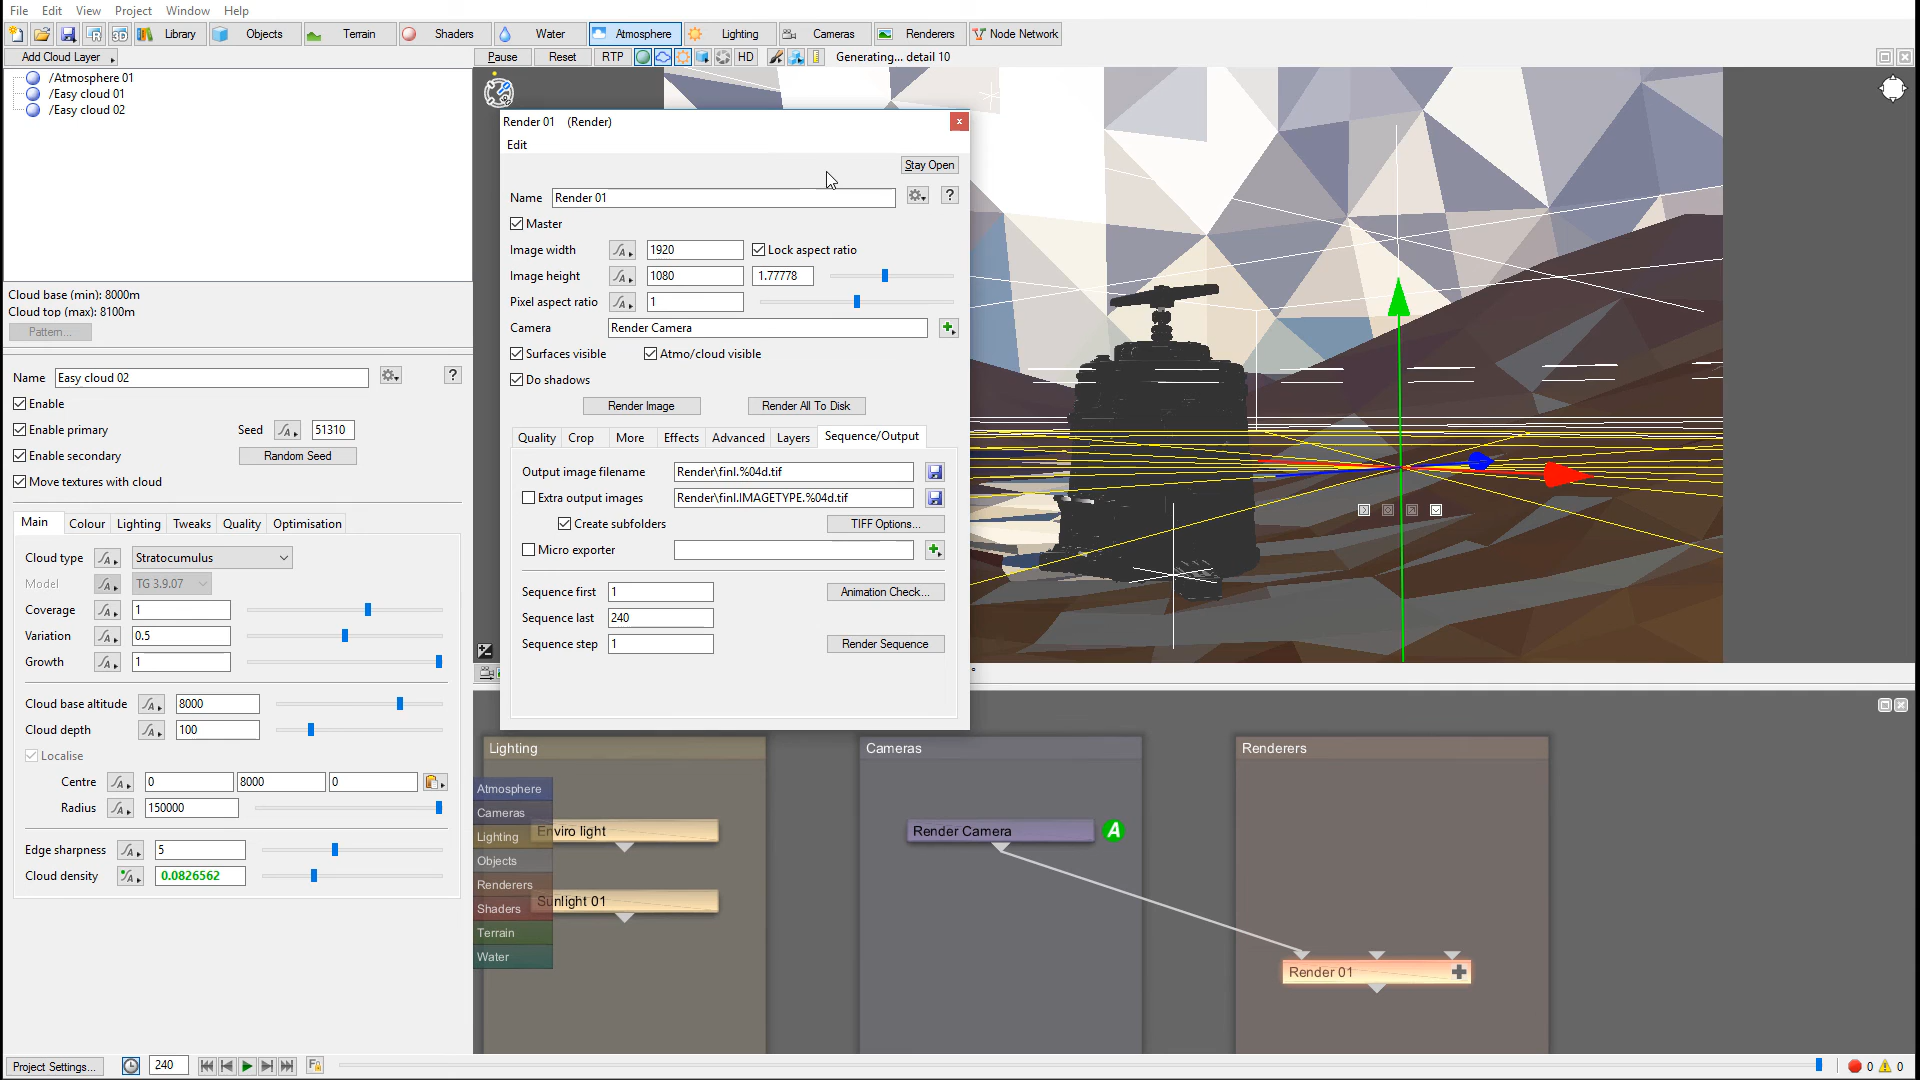 File Edit View Project Window Help
Library Objects Terrain Shaders Water Atmosphere Lighting Cameras Renderers Node Network
Add Cloud Layer Pause Reset RTP HD Generating... detail 10
/Atmosphere 01
/Easy cloud 01
/Easy cloud 02
Cloud base (min): 8000m
Cloud top (max): 8100m
Pattern...
Name Easy cloud 02 ?
Enable
Enable primary Seed 51310
Enable secondary Random Seed
Move textures with cloud
Main Colour Lighting Tweaks Quality Optimisation
Cloud type Stratocumulus
Model TG 3.9.07
Coverage 1
Variation 0.5
Growth 1
Cloud base altitude 8000
Cloud depth 100
Localise
Centre 0 8000 0
Radius 150000
Edge sharpness 5
Cloud density 0.0826562
Render 01 (Render) x
Edit
Stay Open
Name Render 01 ?
Master
Image width 1920 Lock aspect ratio
Image height 1080 1.77778
Pixel aspect ratio 1
Camera Render Camera
Surfaces visible Atmo/cloud visible
Do shadows
Render Image Render All To Disk
Quality Crop More Effects Advanced Layers Sequence/Output
Output image filename Render\finl.%04d.tif
Extra output images Render\finl.IMAGETYPE.%04d.tif
Create subfolders TIFF Options...
Micro exporter
Sequence first 1 Animation Check...
Sequence last 240
Sequence step 1 Render Sequence
Lighting Cameras Renderers
Atmosphere
Cameras
Lighting
Objects
Renderers
Shaders
Terrain
Water
Enviro light
Sunlight 01
Render Camera A
Render 01
Project Settings... 240 0 0